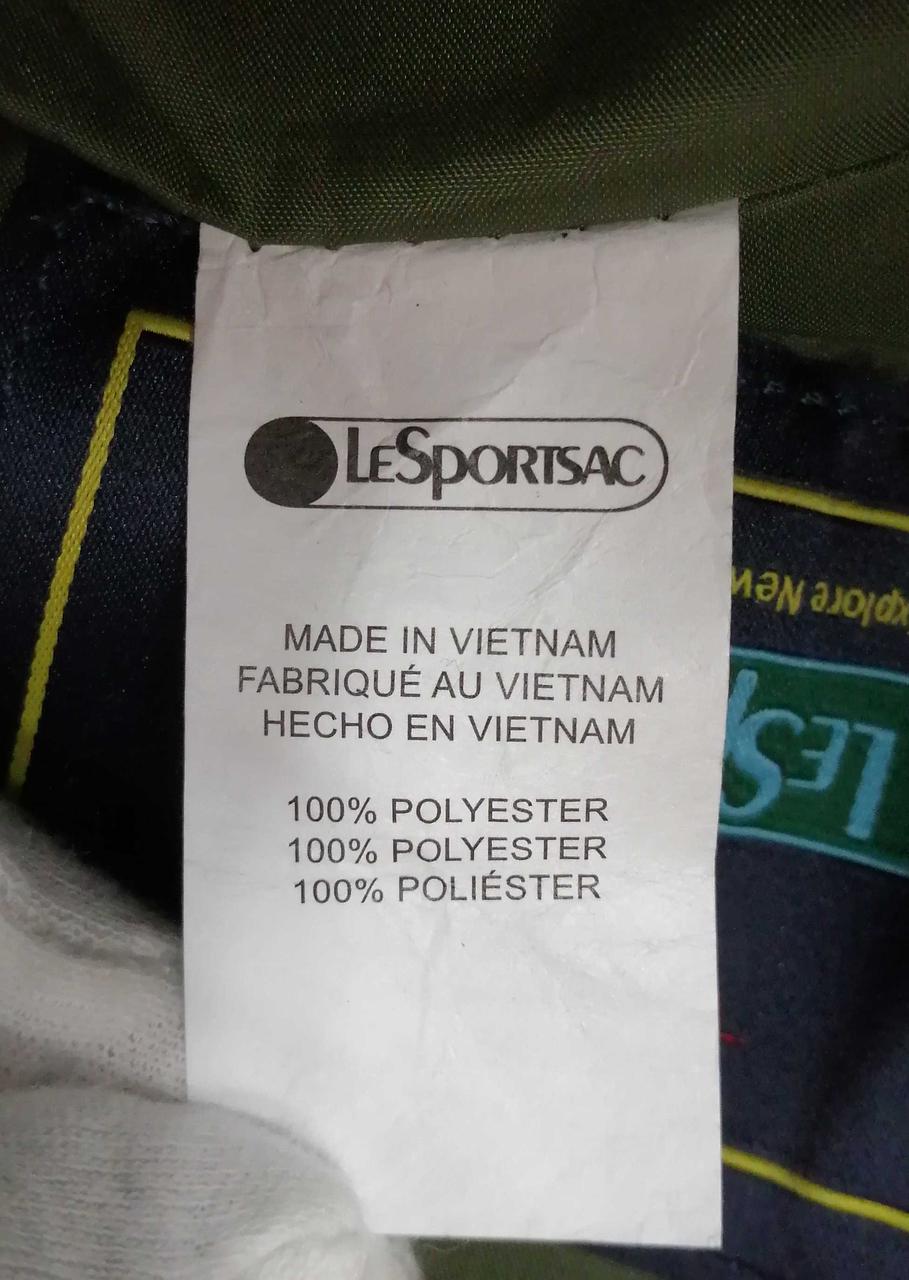 LeSportsac
MADE IN VIETNAM
FABRIQUÉ AU VIETNAM
HECHO EN VIETNAM
100% POLYESTER
100% POLYESTER
100% POLIÉSTER